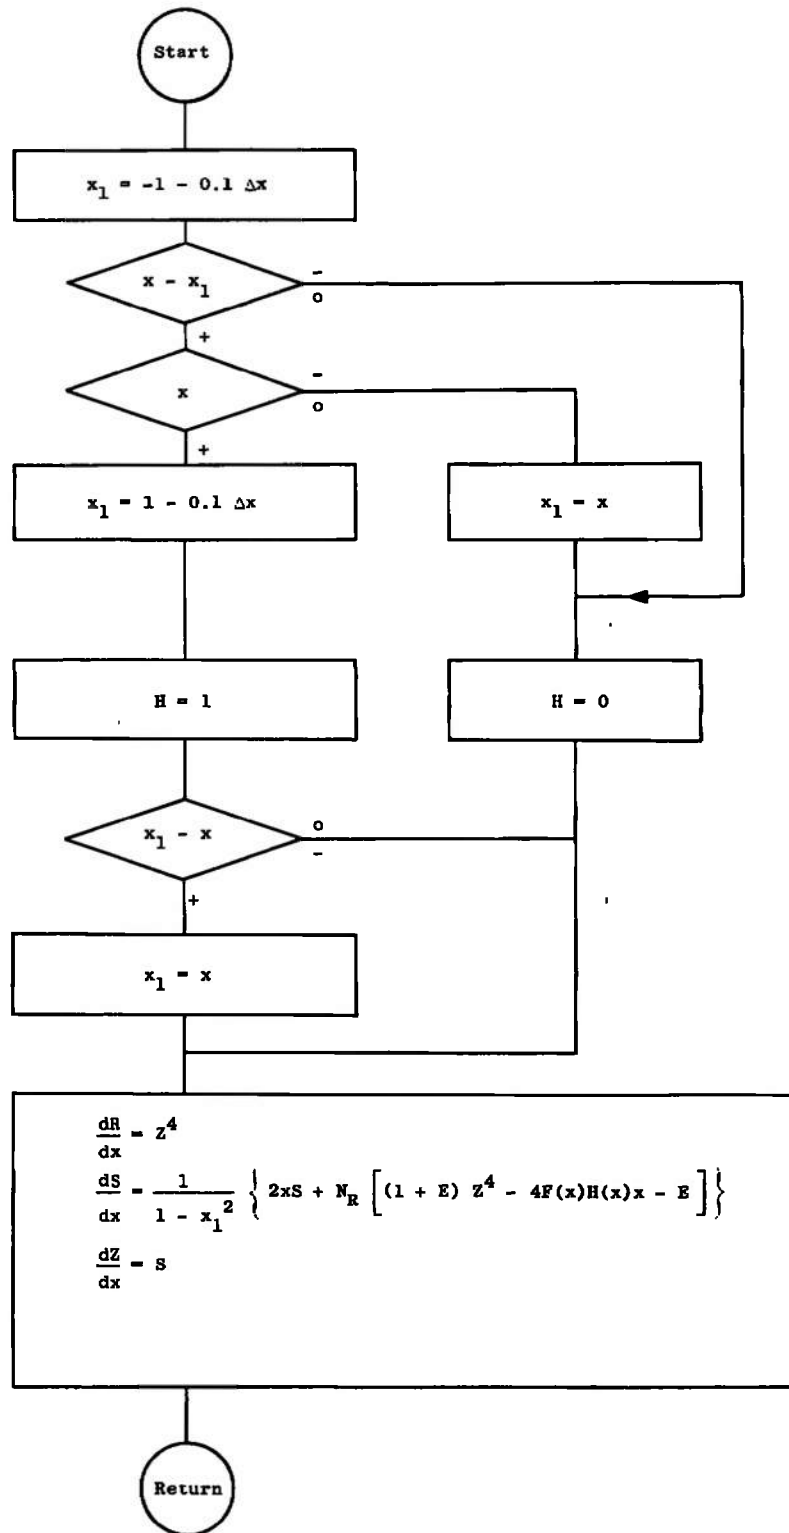 Start
x₁ = -1 - 0.1 Δx
x - x₁
-
o
+
x
-
o
+
x₁ = 1 - 0.1 Δx
x₁ = x
H = 1
H = 0
x₁ - x
o
-
+
x₁ = x
dR/dx = Z⁴
dS/dx = 1/(1 - x₁²) { 2xS + N_R [ (1 + E) Z⁴ - 4F(x)H(x)x - E ] }
dZ/dx = S
Return